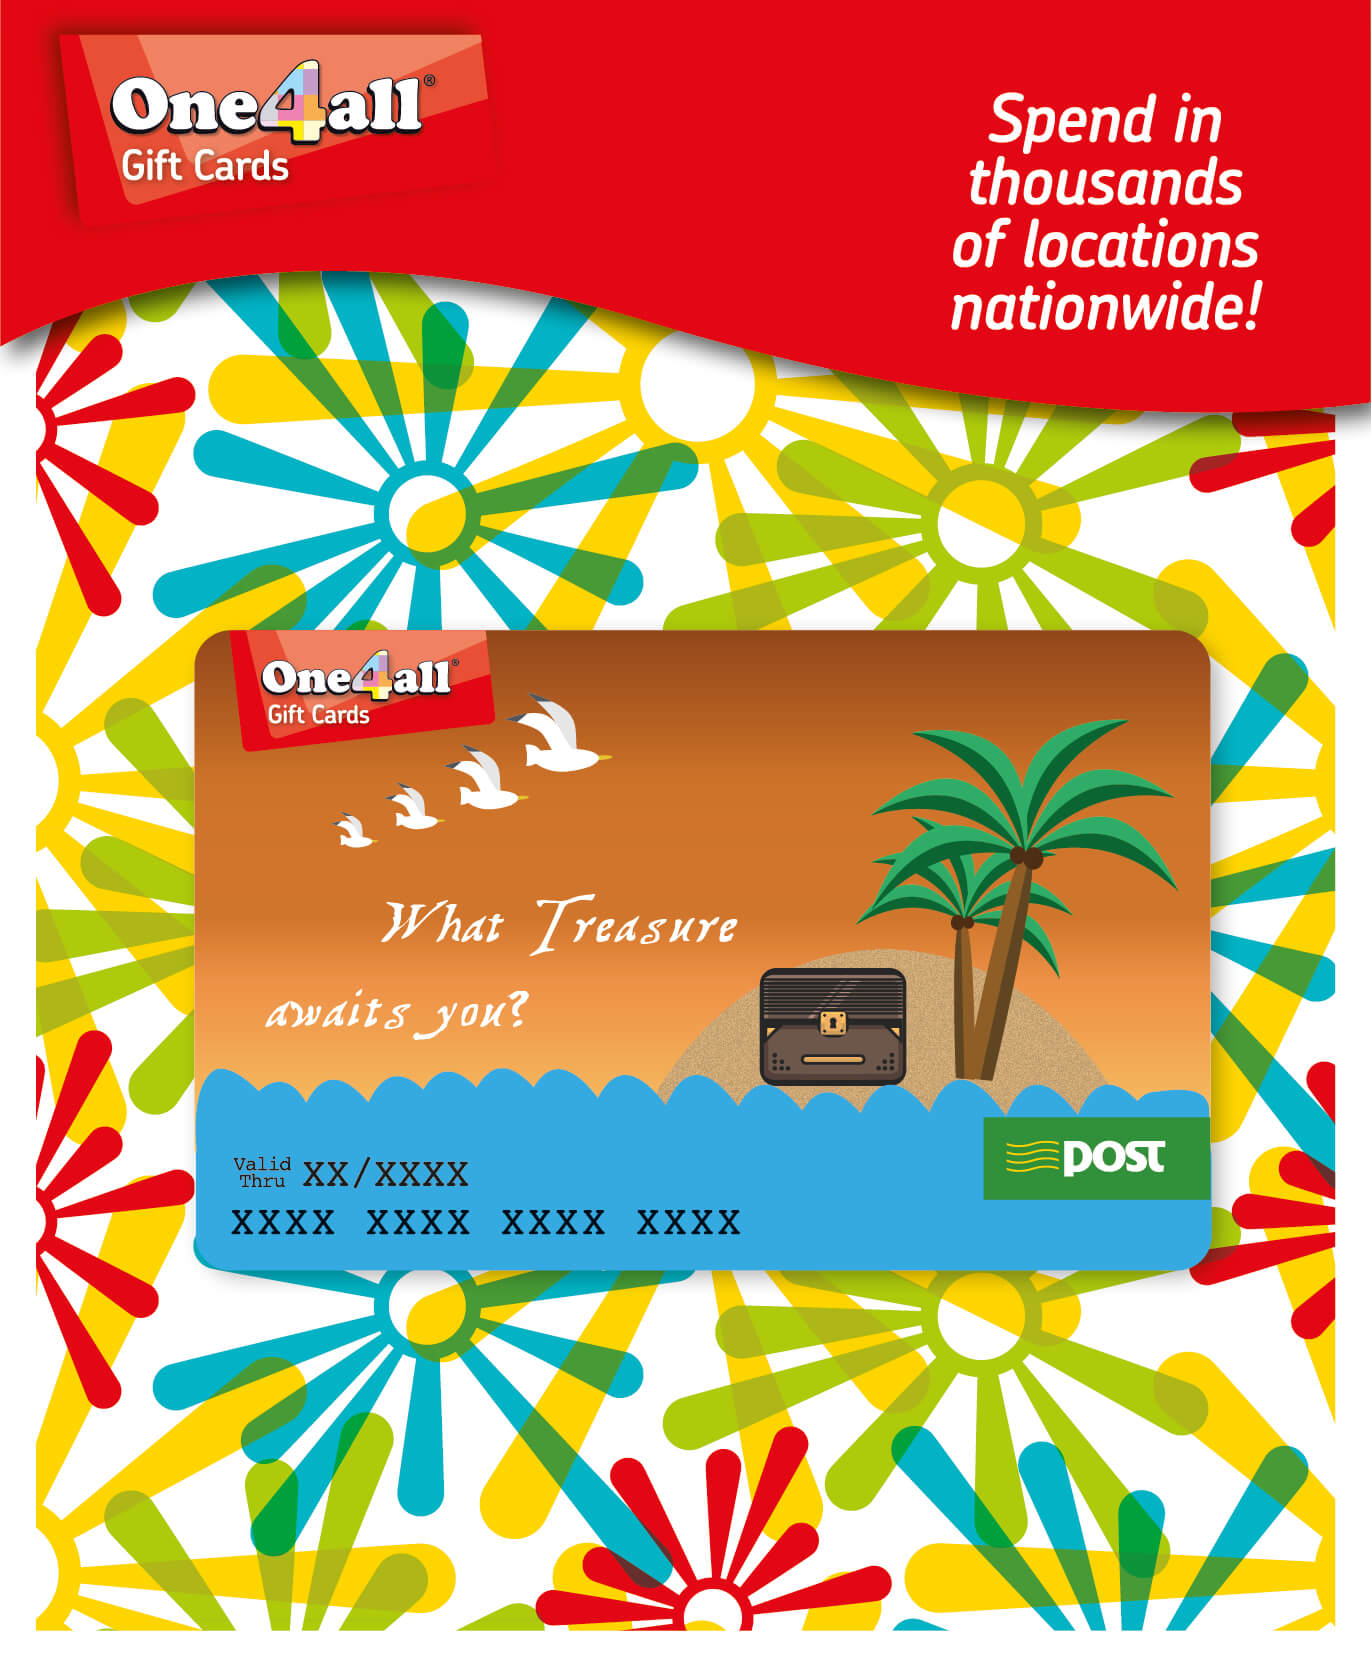 One4all®
Gift Cards
Spend in
thousands
of locations
nationwide!
One4all®
Gift Cards
What Treasure
awaits you?
Valid
Thru
XX/XXXX
XXXX XXXX XXXX XXXX
post